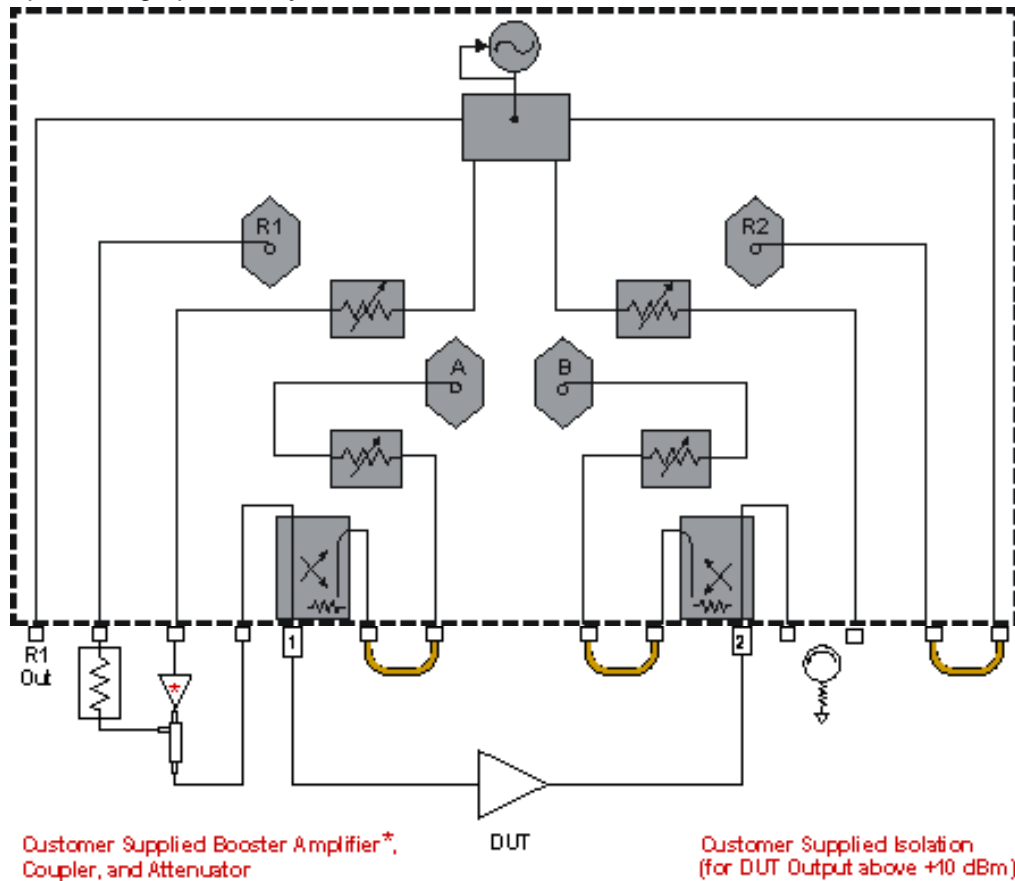 R1
R2
A
B
R1
Out
1
2
*
DUT
Customer Supplied Booster Amplifier*,
Coupler, and Attenuator
Customer Supplied Isolation
(for DUT Output above +10 dBm)